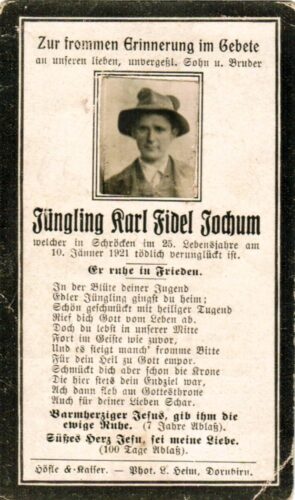 Zur frommen Erinnerung im Gebete
an unseren lieben, unvergeßl. Sohn u. Bruder
Jüngling Karl Fidel Jochum
welcher in Schröcken im 25. Lebensjahre am
10. Jänner 1921 tödlich verunglückt ist.
Er ruhe in Frieden.
In der Blüte deiner Jugend
Edler Jüngling gingst du heim;
Schön geschmückt mit heiliger Tugend
Rief dich Gott vom Leben ab.
Doch du lebst in unserer Mitte
Fort im Geiste wie zuvor,
Und es steigt manch' fromme Bitte
Für dein Heil zu Gott empor.
Schmückt dich aber schon die Krone
Die hier stets dein Endziel war,
Ach dann fleh am Gottesthrone
Auch für deiner Lieben Schar.
Barmherziger Jesus, gib ihm die
ewige Ruhe. (7 Jahre Ablaß).
Süßes Herz Jesu, sei meine Liebe.
(100 Tage Ablaß).
Höfle & Kaiser. – Phot. L. Heim, Dornbirn.